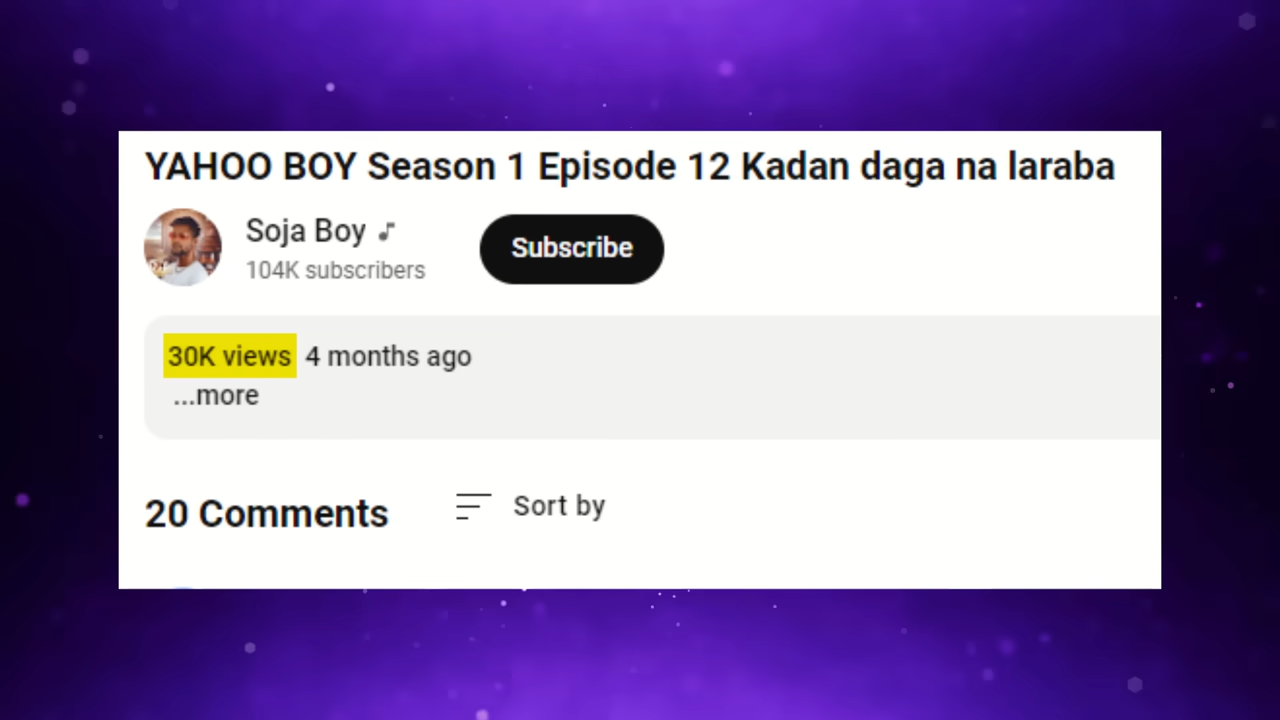 YAHOO BOY Season 1 Episode 12 Kadan daga na laraba
Soja Boy
104K subscribers
Subscribe
30K views 4 months ago
...more
20 Comments
Sort by